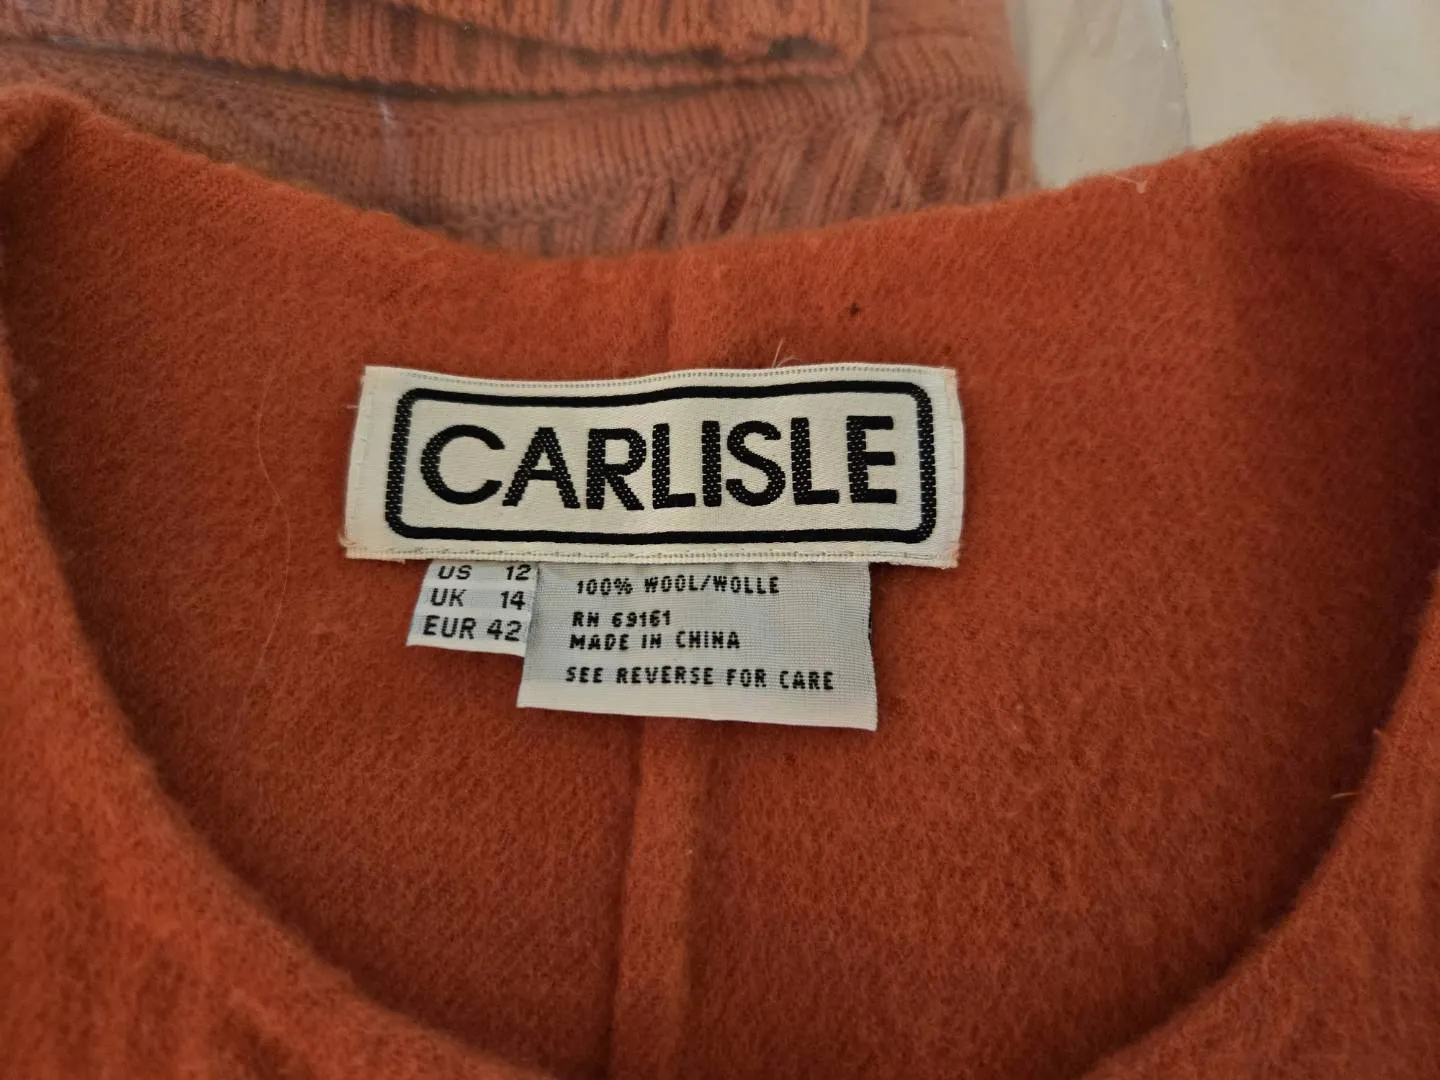 CARLISLE
US 12
UK 14
EUR 42
100% WOOL/WOLLE
RN 69161
MADE IN CHINA
SEE REVERSE FOR CARE